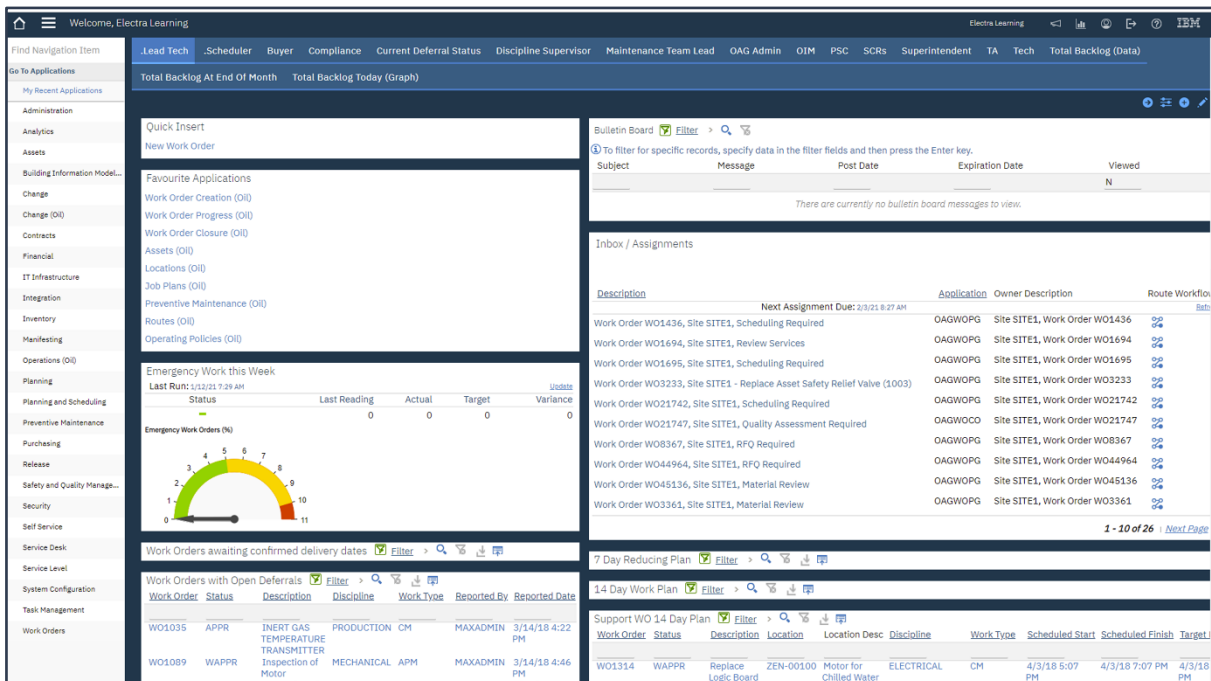 Welcome, Electra Learning
Electra Learning
IBM
Find Navigation Item
Go To Applications
My Recent Applications
Administration
Analytics
Assets
Building Information Model...
Change
Change (Oil)
Contracts
Financial
IT Infrastructure
Integration
Inventory
Manifesting
Operations (Oil)
Planning
Planning and Scheduling
Preventive Maintenance
Purchasing
Release
Safety and Quality Manage...
Security
Self Service
Service Desk
Service Level
System Configuration
Task Management
Work Orders
.Lead Tech .Scheduler Buyer Compliance Current Deferral Status Discipline Supervisor Maintenance Team Lead OAG Admin OIM PSC SCRs Superintendent TA Tech Total Backlog (Data)
Total Backlog At End Of Month Total Backlog Today (Graph)
Quick Insert
New Work Order
Favourite Applications
Work Order Creation (Oil)
Work Order Progress (Oil)
Work Order Closure (Oil)
Assets (Oil)
Locations (Oil)
Job Plans (Oil)
Preventive Maintenance (Oil)
Routes (Oil)
Operating Policies (Oil)
Emergency Work this Week
Last Run: 1/12/21 7:29 AM Update
Status Last Reading Actual Target Variance
0 0 0 0
Emergency Work Orders (%)
0 1 2 3 4 5 6 7 8 9 10 11
Work Orders awaiting confirmed delivery dates Filter
Work Orders with Open Deferrals Filter
Work Order Status Description Discipline Work Type Reported By Reported Date
WO1035 APPR INERT GAS PRODUCTION CM MAXADMIN 3/14/18 4:22
TEMPERATURE PM
TRANSMITTER
WO1089 WAPPR Inspection of MECHANICAL APM MAXADMIN 3/14/18 4:46
Motor PM
Bulletin Board Filter
To filter for specific records, specify data in the filter fields and then press the Enter key.
Subject Message Post Date Expiration Date Viewed
N
There are currently no bulletin board messages to view.
Inbox / Assignments
Description Application Owner Description Route Workflow
Next Assignment Due: 2/3/21 8:27 AM
Work Order WO1436, Site SITE1, Scheduling Required OAGWOPG Site SITE1, Work Order WO1436
Work Order WO1694, Site SITE1, Review Services OAGWOPG Site SITE1, Work Order WO1694
Work Order WO1695, Site SITE1, Scheduling Required OAGWOPG Site SITE1, Work Order WO1695
Work Order WO3233, Site SITE1 - Replace Asset Safety Relief Valve (1003) OAGWOPG Site SITE1, Work Order WO3233
Work Order WO21742, Site SITE1, Scheduling Required OAGWOPG Site SITE1, Work Order WO21742
Work Order WO21747, Site SITE1, Quality Assessment Required OAGWOCO Site SITE1, Work Order WO21747
Work Order WO8367, Site SITE1, RFQ Required OAGWOPG Site SITE1, Work Order WO8367
Work Order WO44964, Site SITE1, RFQ Required OAGWOPG Site SITE1, Work Order WO44964
Work Order WO45136, Site SITE1, Material Review OAGWOPG Site SITE1, Work Order WO45136
Work Order WO3361, Site SITE1, Material Review OAGWOPG Site SITE1, Work Order WO3361
1 - 10 of 26 Next Page
7 Day Reducing Plan Filter
14 Day Work Plan Filter
Support WO 14 Day Plan Filter
Work Order Status Description Location Location Desc Discipline Work Type Scheduled Start Scheduled Finish Target
WO1314 WAPPR Replace ZEN-00100 Motor for ELECTRICAL CM 4/3/18 5:07 4/3/18 7:07 PM 4/3/18
Logic Board Chilled Water PM PM